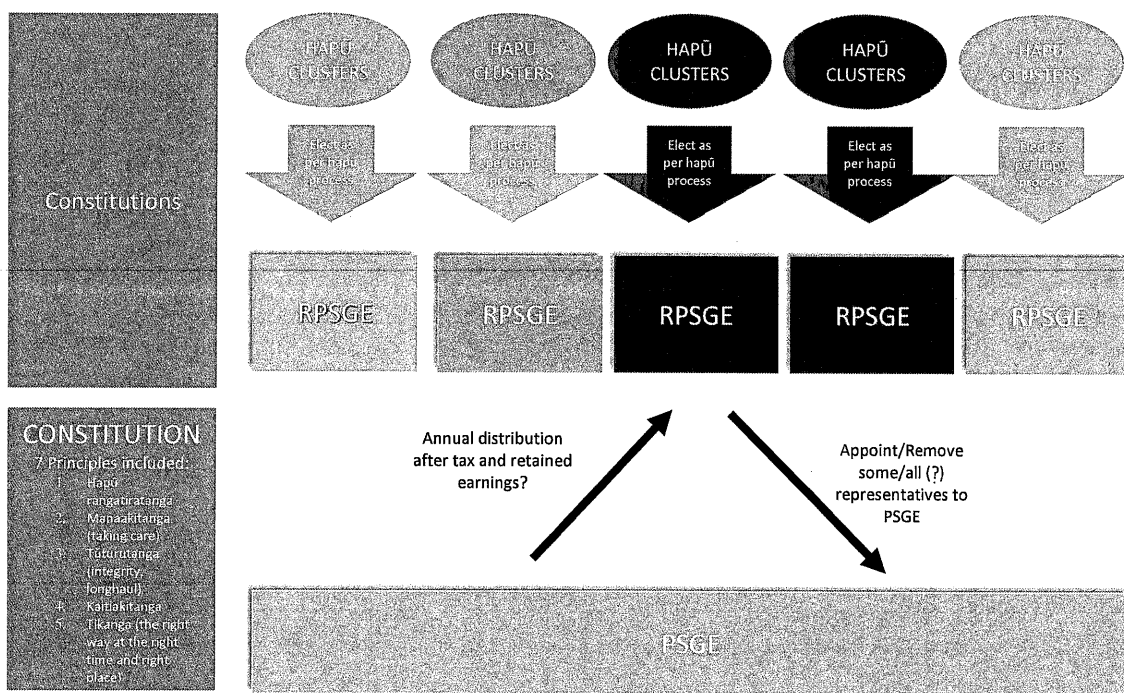 Constitutions
HAPŪ
CLUSTERS
HAPŪ
CLUSTERS
HAPŪ
CLUSTERS
HAPŪ
CLUSTERS
HAPŪ
CLUSTERS
Elect as
per hapū
process
Elect as
per hapū
process
Elect as
per hapū
process
Elect as
per hapū
process
Elect as
per hapū
process
RPSGE
RPSGE
RPSGE
RPSGE
RPSGE
CONSTITUTION
7 Principles included:
1. Hapū
rangatiratanga
2. Manaakitanga
(taking care)
3. Tūturutanga
(integrity,
longhaul)
4. Kaitiakitanga
5. Tikanga (the right
way at the right
time and right
place)
Annual distribution
after tax and retained
earnings?
Appoint/Remove
some/all (?)
representatives to
PSGE
PSGE